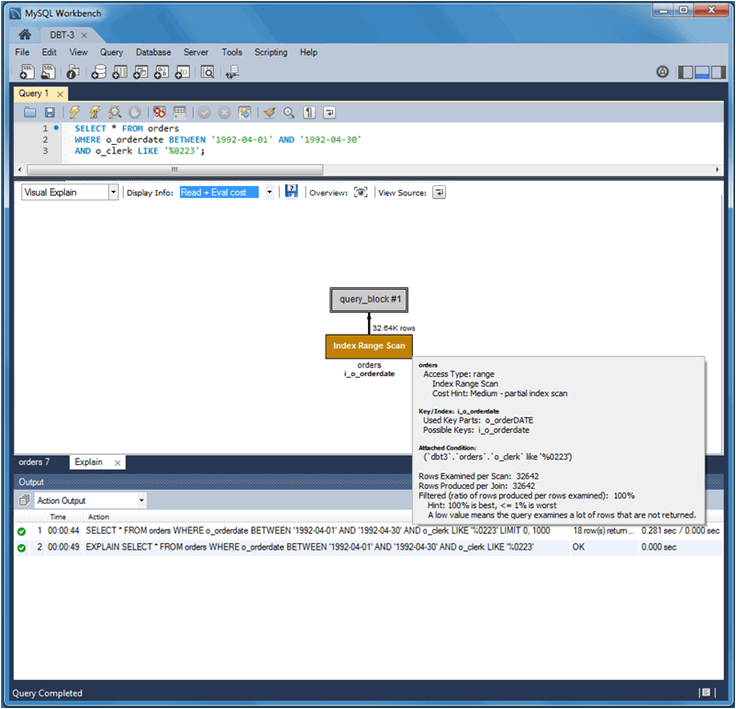 MySQL Workbench
DBT-3 x
File Edit View Query Database Server Tools Scripting Help
Query 1 x
1 SELECT * FROM orders
2 WHERE o_orderdate BETWEEN '1992-04-01' AND '1992-04-30'
3 AND o_clerk LIKE '%0223';
Visual Explain Display Info: Read + Eval cost Overview: View Source:
query_block #1
32.64K rows
Index Range Scan
orders
i_o_orderdate
orders
Access Type: range
Index Range Scan
Cost Hint: Medium - partial index scan
Key/Index: i_o_orderdate
Used Key Parts: o_orderDATE
Possible Keys: i_o_orderdate
Attached Condition:
(`dbt3`.`orders`.`o_clerk` like '%0223')
Rows Examined per Scan: 32642
Rows Produced per Join: 32642
Filtered (ratio of rows produced per rows examined): 100%
Hint: 100% is best, <= 1% is worst
A low value means the query examines a lot of rows that are not returned.
orders 7 Explain x
Output
Action Output
Time Action
1 00:00:44 SELECT * FROM orders WHERE o_orderdate BETWEEN '1992-04-01' AND '1992-04-30' AND o_clerk LIKE '%0223' LIMIT 0, 1000 18 row(s) return... 0.281 sec / 0.000 sec
2 00:00:49 EXPLAIN SELECT * FROM orders WHERE o_orderdate BETWEEN '1992-04-01' AND '1992-04-30' AND o_clerk LIKE '%0223' OK 0.000 sec
Query Completed